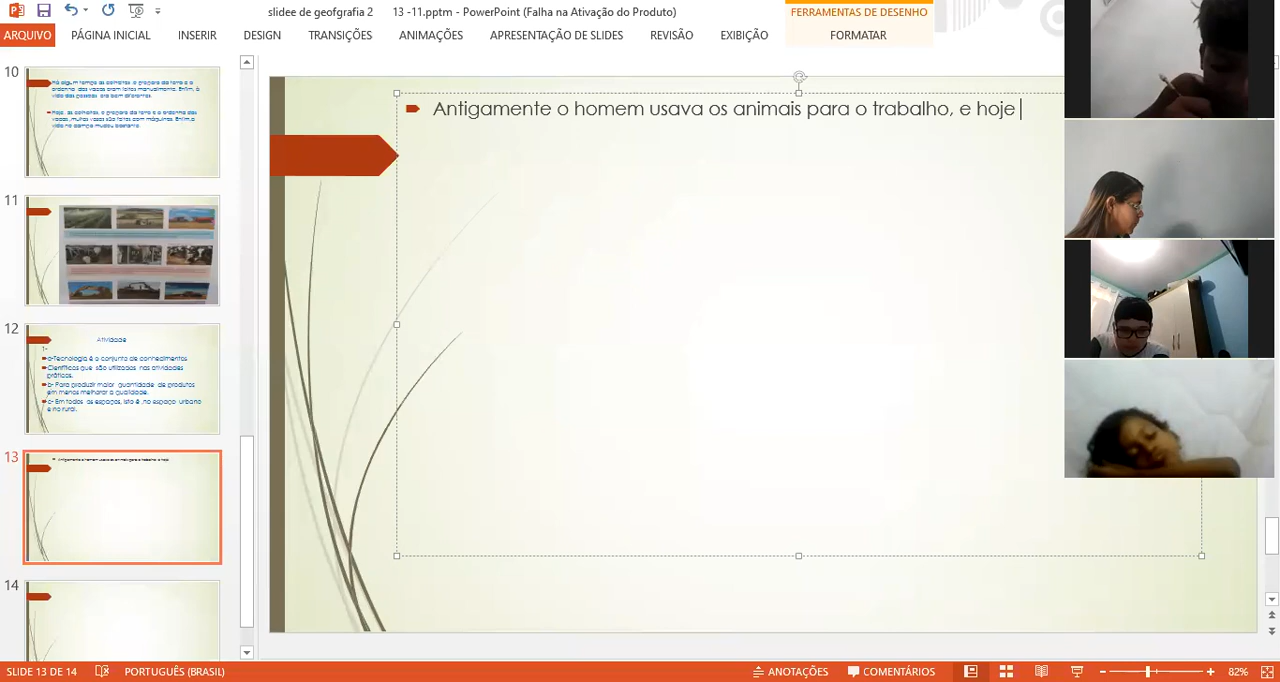 slidee de geofgrafia 2 13 -11.pptm - PowerPoint (Falha na Ativação do Produto)
FERRAMENTAS DE DESENHO
ARQUIVO PÁGINA INICIAL INSERIR DESIGN TRANSIÇÕES ANIMAÇÕES APRESENTAÇÃO DE SLIDES REVISÃO EXIBIÇÃO FORMATAR
10
11
12
Atividade
1-
a-Tecnologia é o conjunto de conhecimentos
Científicas que são utilizados nas atividades
práticas.
b- Para produzir maior quantidade de produtos
em menos melhorar a qualidade.
c- Em todos os espaços, isto é no espaço urbano
e no rural.
13
14
Antigamente o homem usava os animais para o trabalho, e hoje
SLIDE 13 DE 14 PORTUGUÊS (BRASIL) ANOTAÇÕES COMENTÁRIOS 82%